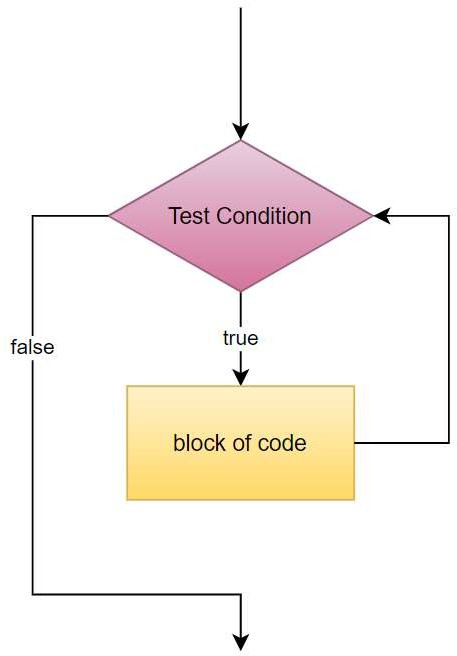 Test Condition
true
false
block of code